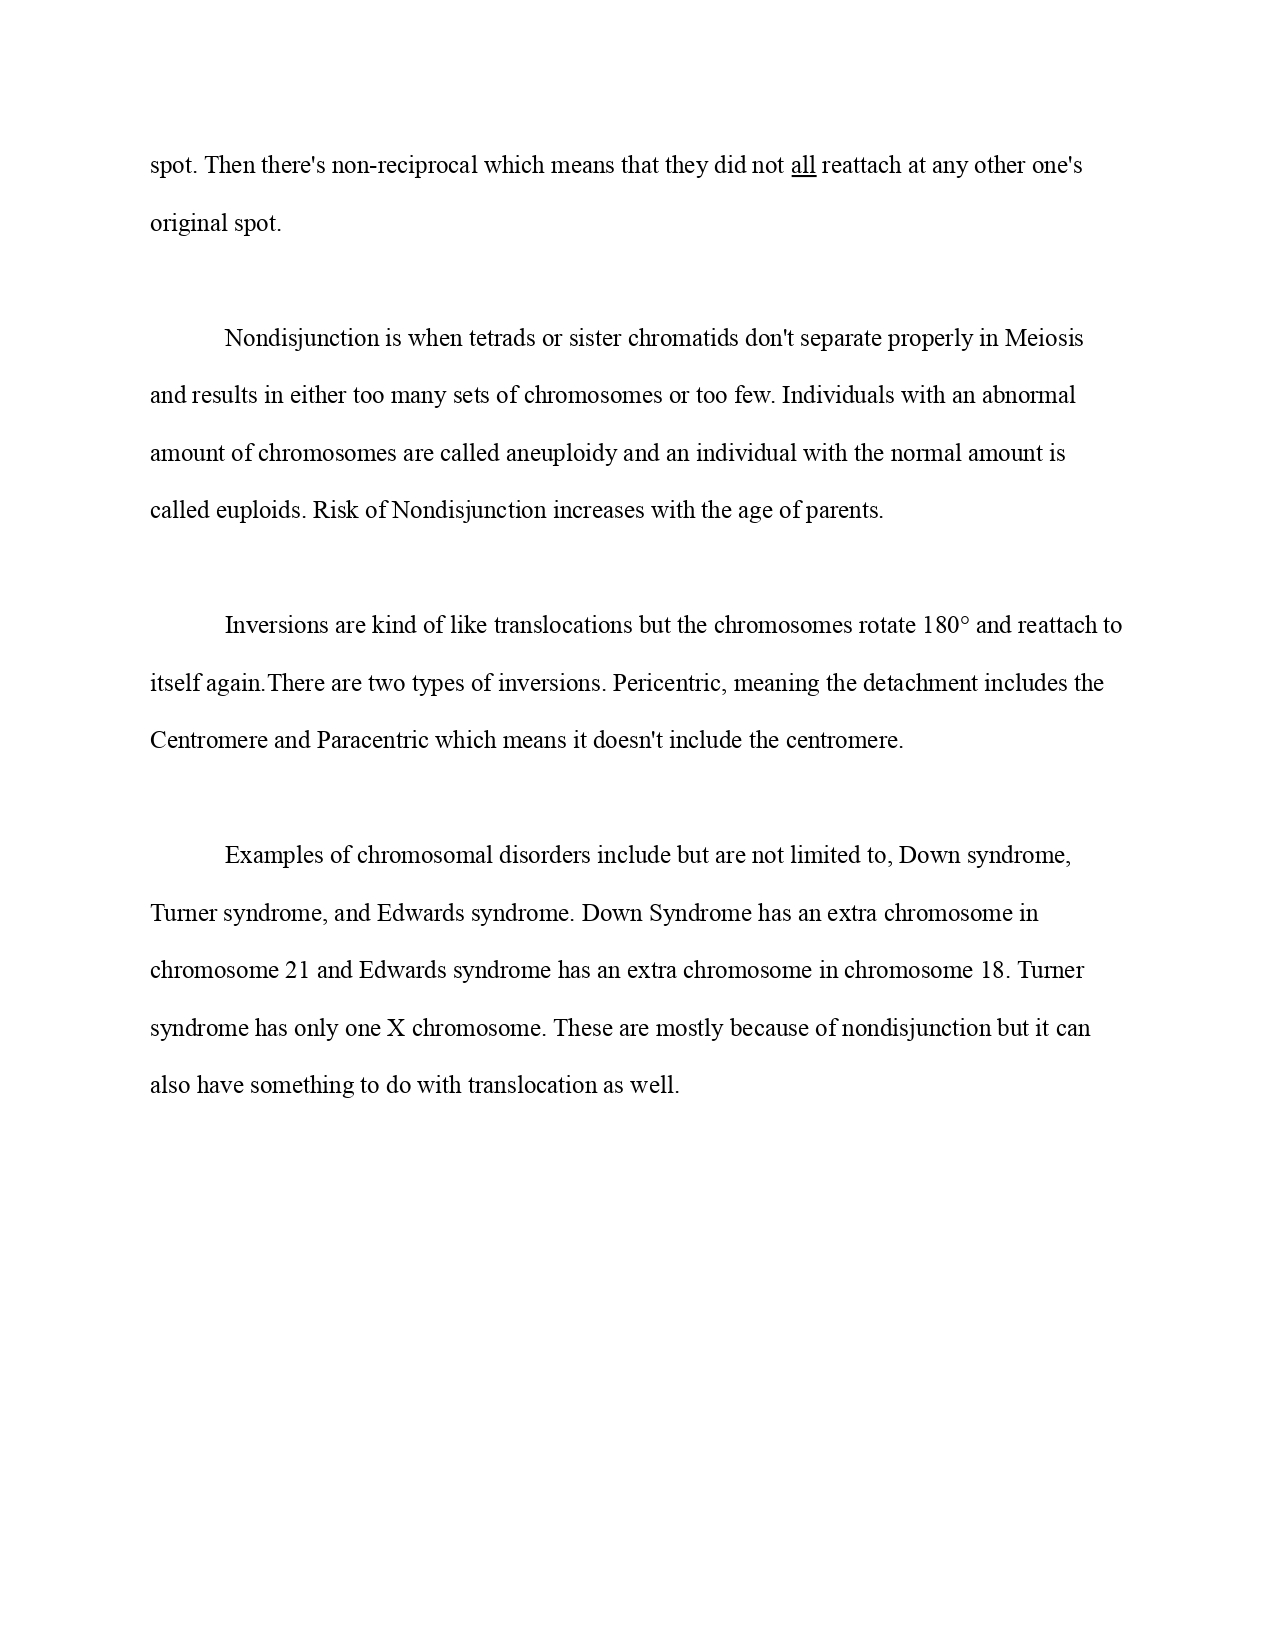 spot. Then there's non-reciprocal which means that they did not all reattach at any other one's
original spot.
Nondisjunction is when tetrads or sister chromatids don't separate properly in Meiosis
and results in either too many sets of chromosomes or too few. Individuals with an abnormal
amount of chromosomes are called aneuploidy and an individual with the normal amount is
called euploids. Risk of Nondisjunction increases with the age of parents.
Inversions are kind of like translocations but the chromosomes rotate 180° and reattach to
itself again.There are two types of inversions. Pericentric, meaning the detachment includes the
Centromere and Paracentric which means it doesn't include the centromere.
Examples of chromosomal disorders include but are not limited to, Down syndrome,
Turner syndrome, and Edwards syndrome. Down Syndrome has an extra chromosome in
chromosome 21 and Edwards syndrome has an extra chromosome in chromosome 18. Turner
syndrome has only one X chromosome. These are mostly because of nondisjunction but it can
also have something to do with translocation as well.